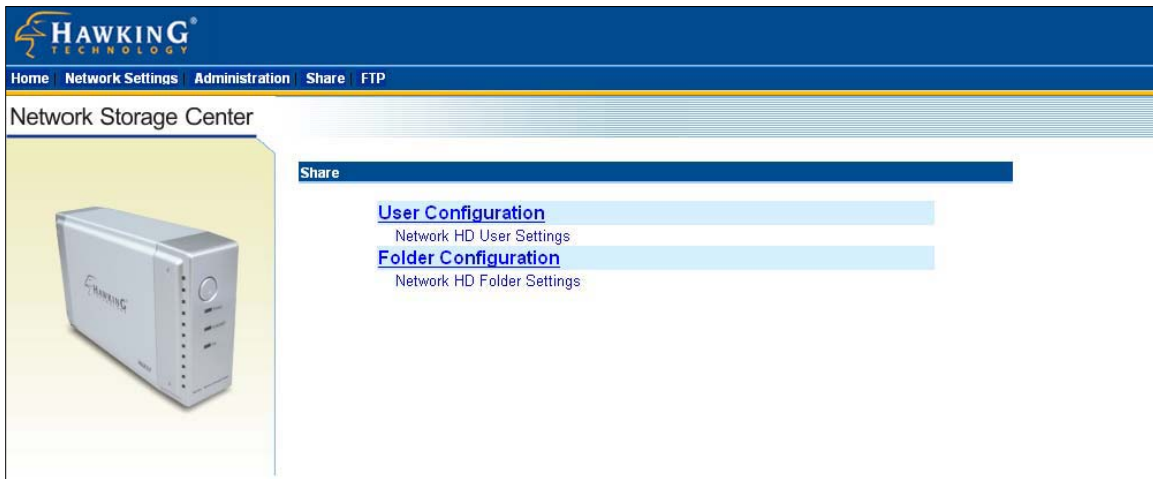 HAWKING®
TECHNOLOGY
Home | Network Settings | Administration | Share | FTP
Network Storage Center
Share
User Configuration
Network HD User Settings
Folder Configuration
Network HD Folder Settings
HAWKING